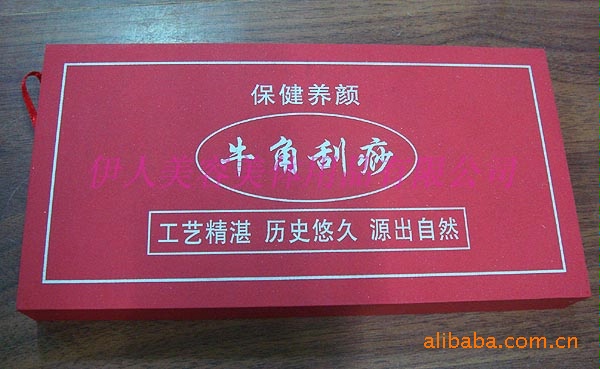 保健养颜
牛角刮痧
工艺精湛 历史悠久 源出自然
alibaba.com.cn